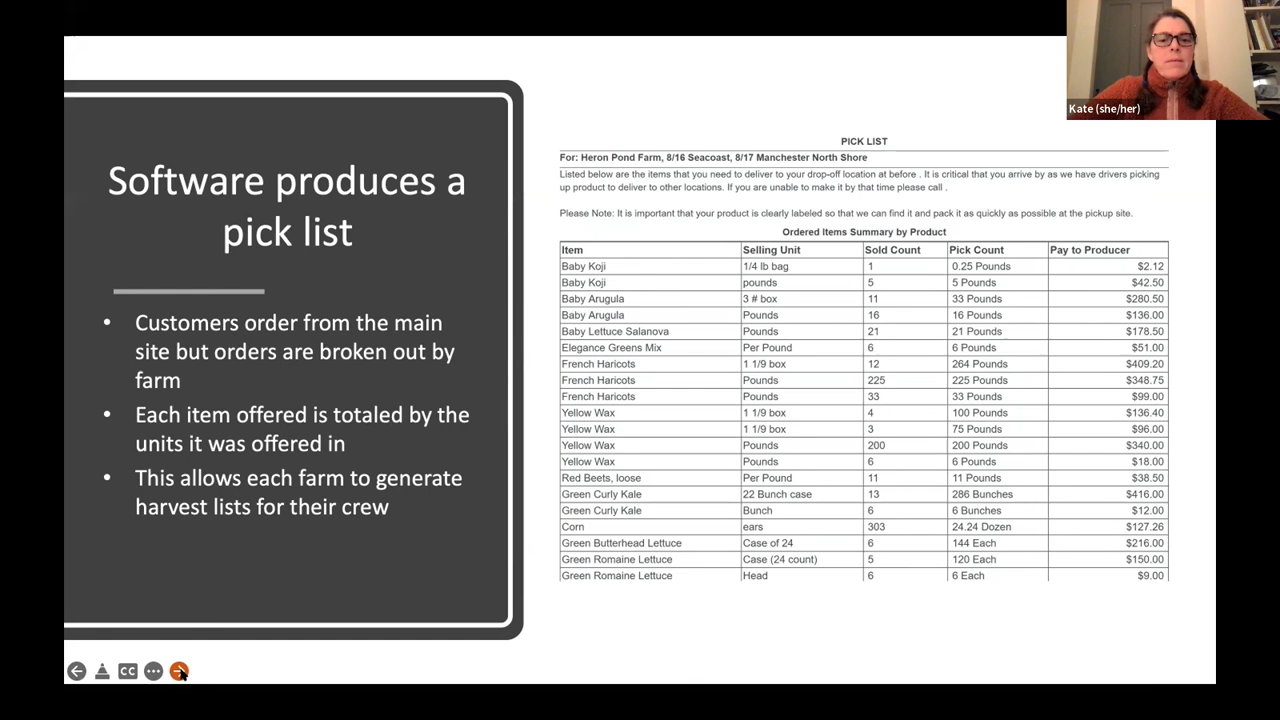 Kate (she/her)
Software produces a
pick list
• Customers order from the main
site but orders are broken out by
farm
• Each item offered is totaled by the
units it was offered in
• This allows each farm to generate
harvest lists for their crew
PICK LIST
For: Heron Pond Farm, 8/16 Seacoast, 8/17 Manchester North Shore
Listed below are the items that you need to deliver to your drop-off location at before . It is critical that you arrive by as we have drivers picking
up product to deliver to other locations. If you are unable to make it by that time please call .
Please Note: It is important that your product is clearly labeled so that we can find it and pack it as quickly as possible at the pickup site.
Ordered Items Summary by Product
Item Selling Unit Sold Count Pick Count Pay to Producer
Baby Koji 1/4 lb bag 1 0.25 Pounds $2.12
Baby Koji pounds 5 5 Pounds $42.50
Baby Arugula 3 # box 11 33 Pounds $280.50
Baby Arugula Pounds 16 16 Pounds $136.00
Baby Lettuce Salanova Pounds 21 21 Pounds $178.50
Elegance Greens Mix Per Pound 6 6 Pounds $51.00
French Haricots 1 1/9 box 12 264 Pounds $409.20
French Haricots Pounds 225 225 Pounds $348.75
French Haricots Pounds 33 33 Pounds $99.00
Yellow Wax 1 1/9 box 4 100 Pounds $136.40
Yellow Wax 1 1/9 box 3 75 Pounds $96.00
Yellow Wax Pounds 200 200 Pounds $340.00
Yellow Wax Pounds 6 6 Pounds $18.00
Red Beets, loose Per Pound 11 11 Pounds $38.50
Green Curly Kale 22 Bunch case 13 286 Bunches $416.00
Green Curly Kale Bunch 6 6 Bunches $12.00
Corn ears 303 24.24 Dozen $127.26
Green Butterhead Lettuce Case of 24 6 144 Each $216.00
Green Romaine Lettuce Case (24 count) 5 120 Each $150.00
Green Romaine Lettuce Head 6 6 Each $9.00
CC